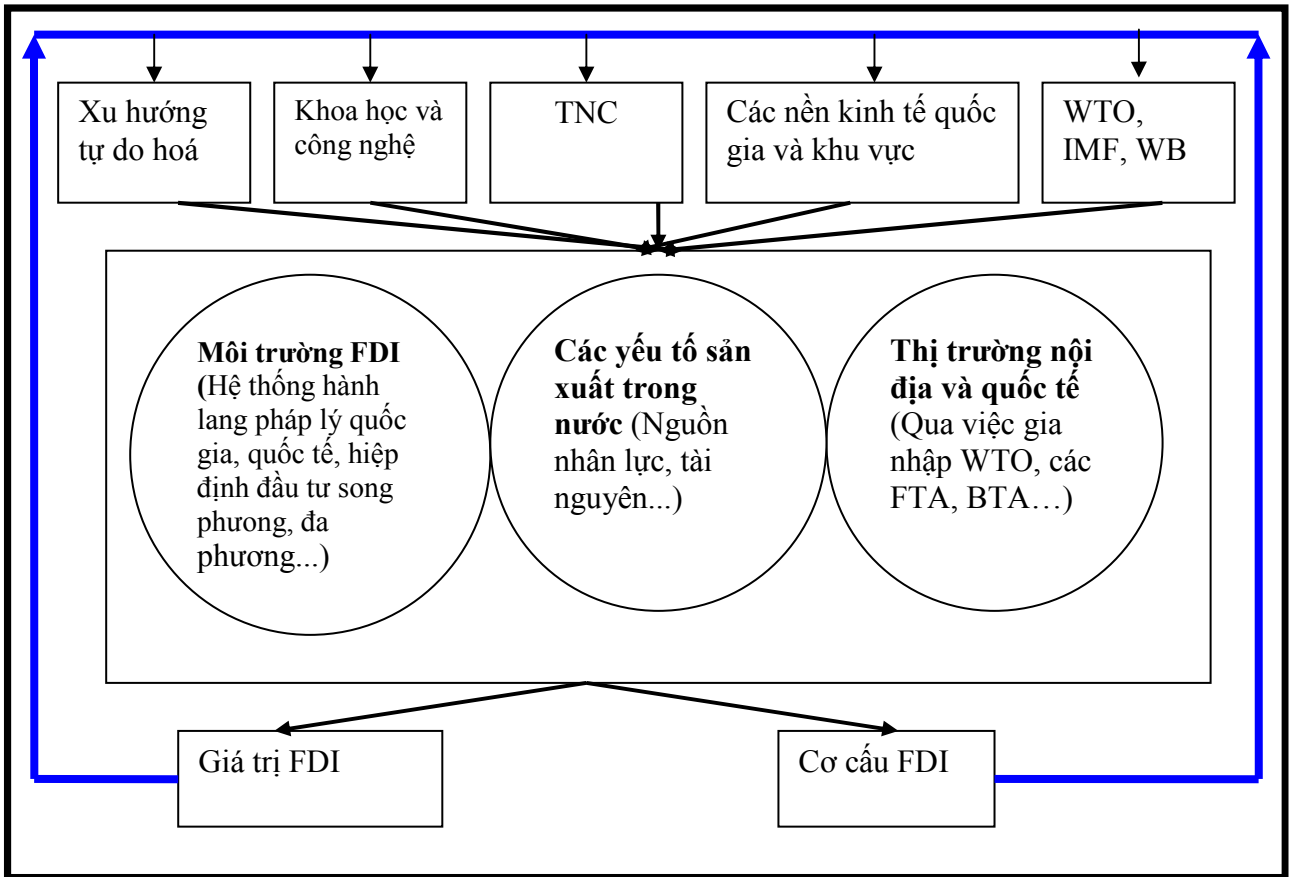 Xu hướng
tự do hoá
Khoa học và
công nghệ
TNC
Các nền kinh tế quốc
gia và khu vực
WTO,
IMF, WB
Môi trường FDI
(Hệ thống hành
lang pháp lý quốc
gia, quốc tế, hiệp
định đầu tư song
phương, đa
phương...)
Các yếu tố sản
xuất trong
nước (Nguồn
nhân lực, tài
nguyên...)
Thị trường nội
địa và quốc tế
(Qua việc gia
nhập WTO, các
FTA, BTA…)
Giá trị FDI
Cơ cấu FDI